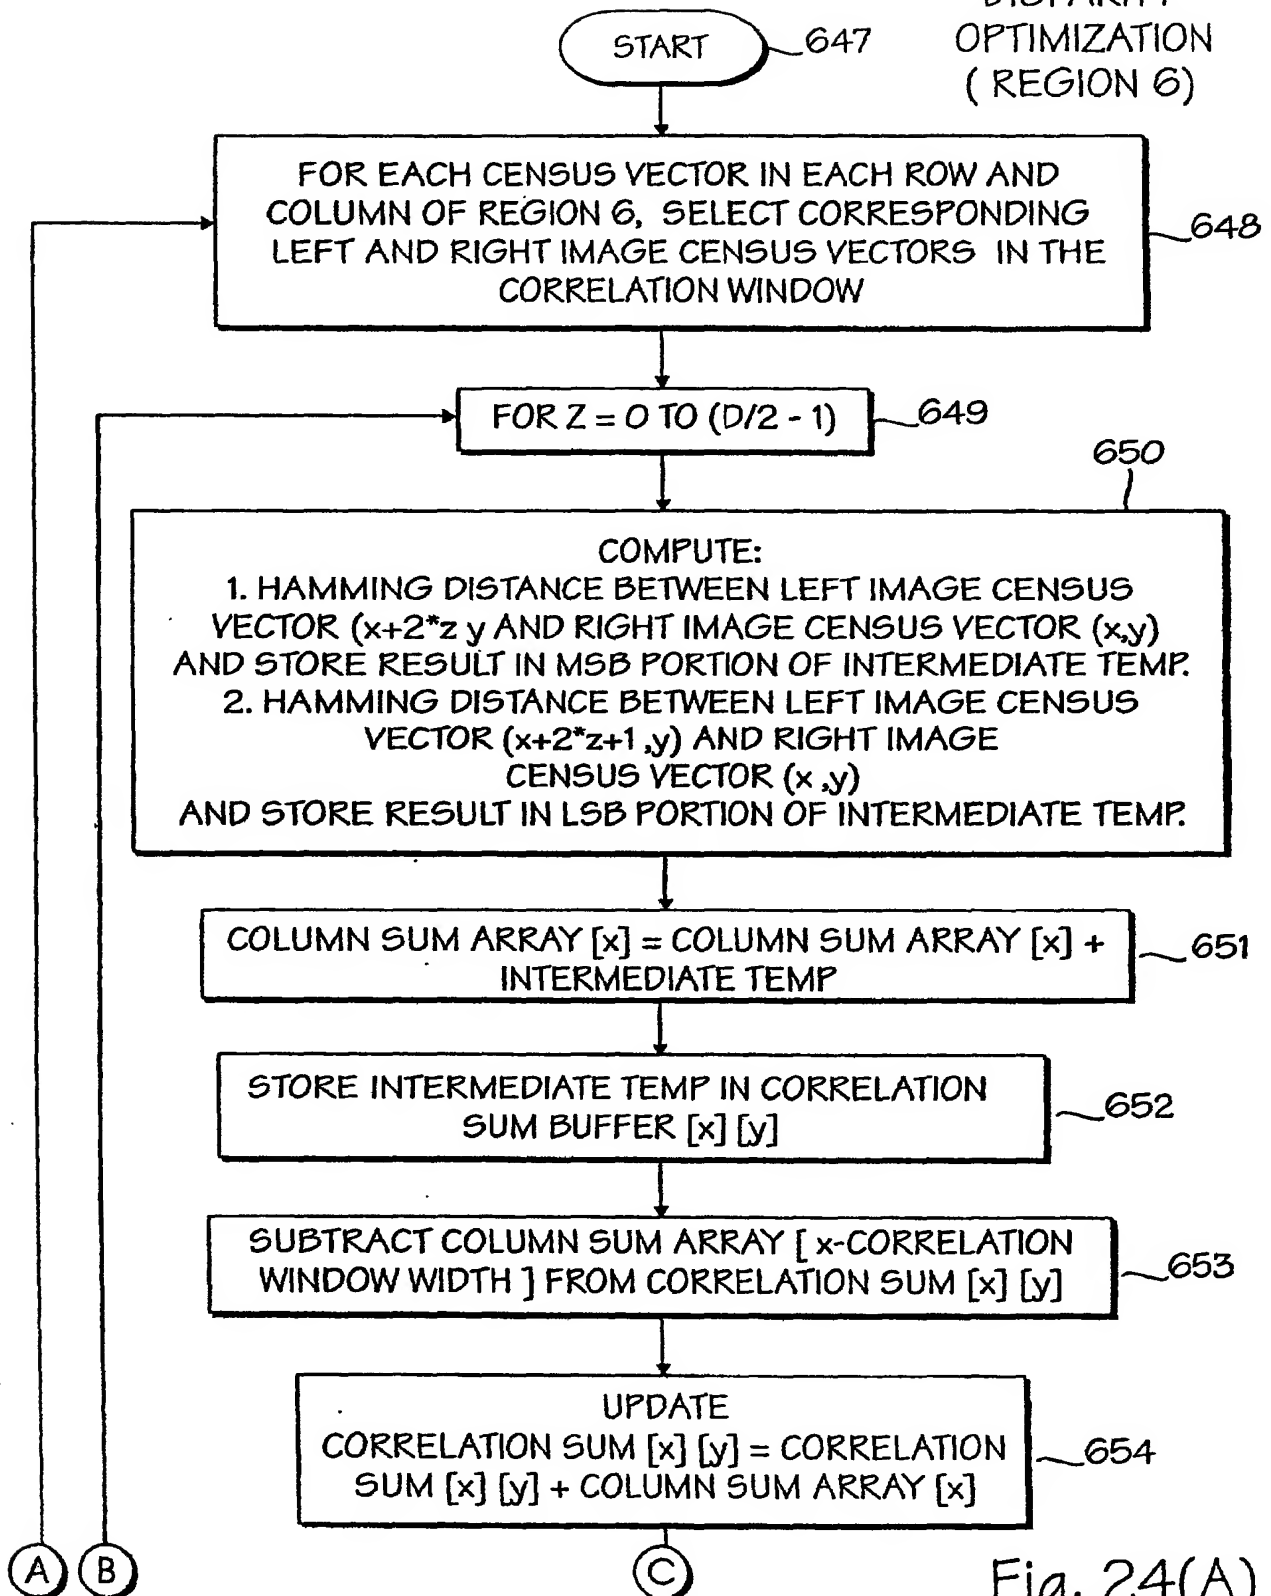 START
647
OPTIMIZATION
( REGION 6)
FOR EACH CENSUS VECTOR IN EACH ROW AND
COLUMN OF REGION 6, SELECT CORRESPONDING
LEFT AND RIGHT IMAGE CENSUS VECTORS IN THE
CORRELATION WINDOW
648
FOR Z = 0 TO (D/2 - 1)
649
650
COMPUTE:
1. HAMMING DISTANCE BETWEEN LEFT IMAGE CENSUS
VECTOR (x+2*z y AND RIGHT IMAGE CENSUS VECTOR (x,y)
AND STORE RESULT IN MSB PORTION OF INTERMEDIATE TEMP.
2. HAMMING DISTANCE BETWEEN LEFT IMAGE CENSUS
VECTOR (x+2*z+1 ,y) AND RIGHT IMAGE
CENSUS VECTOR (x ,y)
AND STORE RESULT IN LSB PORTION OF INTERMEDIATE TEMP.
COLUMN SUM ARRAY [x] = COLUMN SUM ARRAY [x] +
INTERMEDIATE TEMP
651
STORE INTERMEDIATE TEMP IN CORRELATION
SUM BUFFER [x] [y]
652
SUBTRACT COLUMN SUM ARRAY [ x-CORRELATION
WINDOW WIDTH ] FROM CORRELATION SUM [x] [y]
653
UPDATE
CORRELATION SUM [x] [y] = CORRELATION
SUM [x] [y] + COLUMN SUM ARRAY [x]
654
A B C
Fig. 24(A)